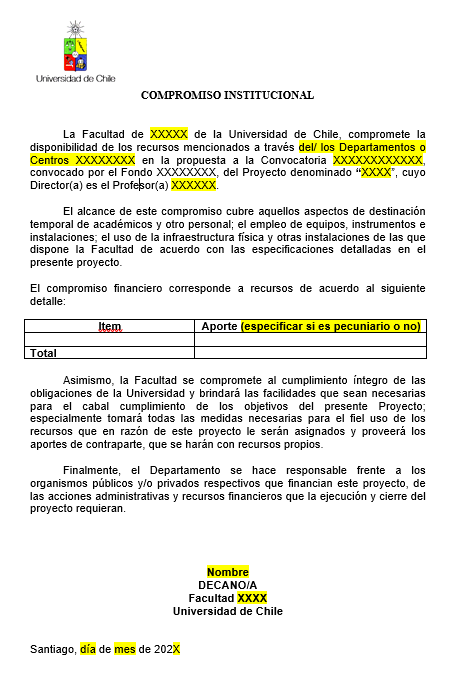 Universidad de Chile
COMPROMISO INSTITUCIONAL
La Facultad de XXXXX de la Universidad de Chile, compromete la
disponibilidad de los recursos mencionados a través del/ los Departamentos o
Centros XXXXXXXX en la propuesta a la Convocatoria XXXXXXXXXXXX,
convocado por el Fondo XXXXXXXX, del Proyecto denominado “XXXX”, cuyo
Director(a) es el Profesor(a) XXXXXX.
El alcance de este compromiso cubre aquellos aspectos de destinación
temporal de académicos y otro personal; el empleo de equipos, instrumentos e
instalaciones; el uso de la infraestructura física y otras instalaciones de las que
dispone la Facultad de acuerdo con las especificaciones detalladas en el
presente proyecto.
El compromiso financiero corresponde a recursos de acuerdo al siguiente
detalle:
Item Aporte (especificar si es pecuniario o no)
Total
Asimismo, la Facultad se compromete al cumplimiento íntegro de las
obligaciones de la Universidad y brindará las facilidades que sean necesarias
para el cabal cumplimiento de los objetivos del presente Proyecto;
especialmente tomará todas las medidas necesarias para el fiel uso de los
recursos que en razón de este proyecto le serán asignados y proveerá los
aportes de contraparte, que se harán con recursos propios.
Finalmente, el Departamento se hace responsable frente a los
organismos públicos y/o privados respectivos que financian este proyecto, de
las acciones administrativas y recursos financieros que la ejecución y cierre del
proyecto requieran.
Nombre
DECANO/A
Facultad XXXX
Universidad de Chile
Santiago, día de mes de 202X